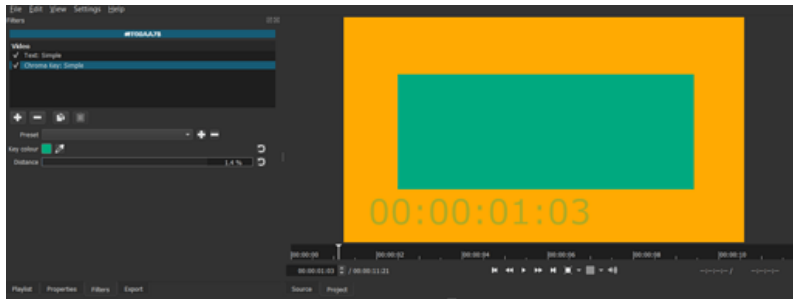 File Edit View Settings Help
Filters
#ff00AA78
Video
Text: Simple
Chroma Key: Simple
Preset
Key colour
Distance
1.4 %
00:00:01:03
00:00:00 00:00:02 00:00:04 00:00:06 00:00:08 00:00:10
00:00:01:03 / 00:00:11:21 --:--:--:-- / --:--:--:--
Playlist Properties Filters Export Source Project